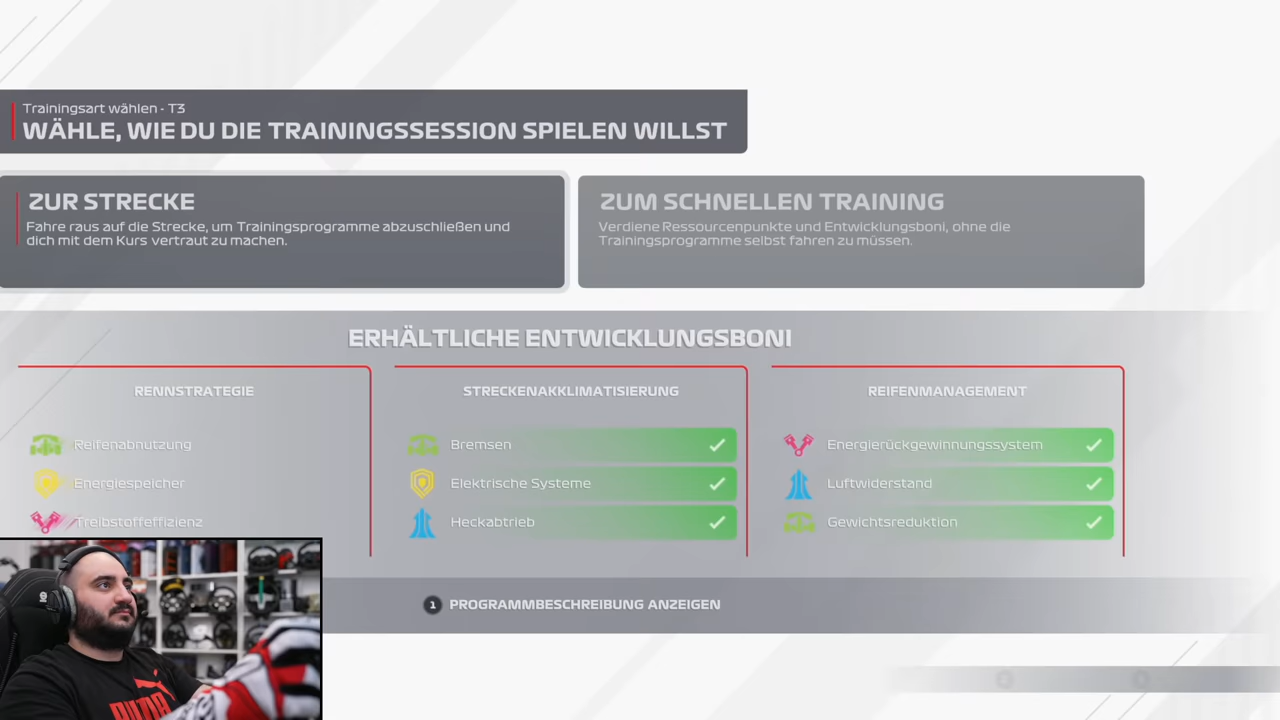 Trainingsart wählen - T3
WÄHLE, WIE DU DIE TRAININGSSESSION SPIELEN WILLST
ZUR STRECKE
Fahre raus auf die Strecke, um Trainingsprogramme abzuschließen und
dich mit dem Kurs vertraut zu machen.
ZUM SCHNELLEN TRAINING
Verdiene Ressourcenpunkte und Entwicklungsboni, ohne die
Trainingsprogramme selbst fahren zu müssen.
ERHÄLTLICHE ENTWICKLUNGSBONI
RENNSTRATEGIE
Reifenabnutzung
Energiespeicher
Treibstoffeffizienz
STRECKENAKKLIMATISIERUNG
Bremsen
Elektrische Systeme
Heckabtrieb
REIFENMANAGEMENT
Energierückgewinnungssystem
Luftwiderstand
Gewichtsreduktion
1 PROGRAMMBESCHREIBUNG ANZEIGEN